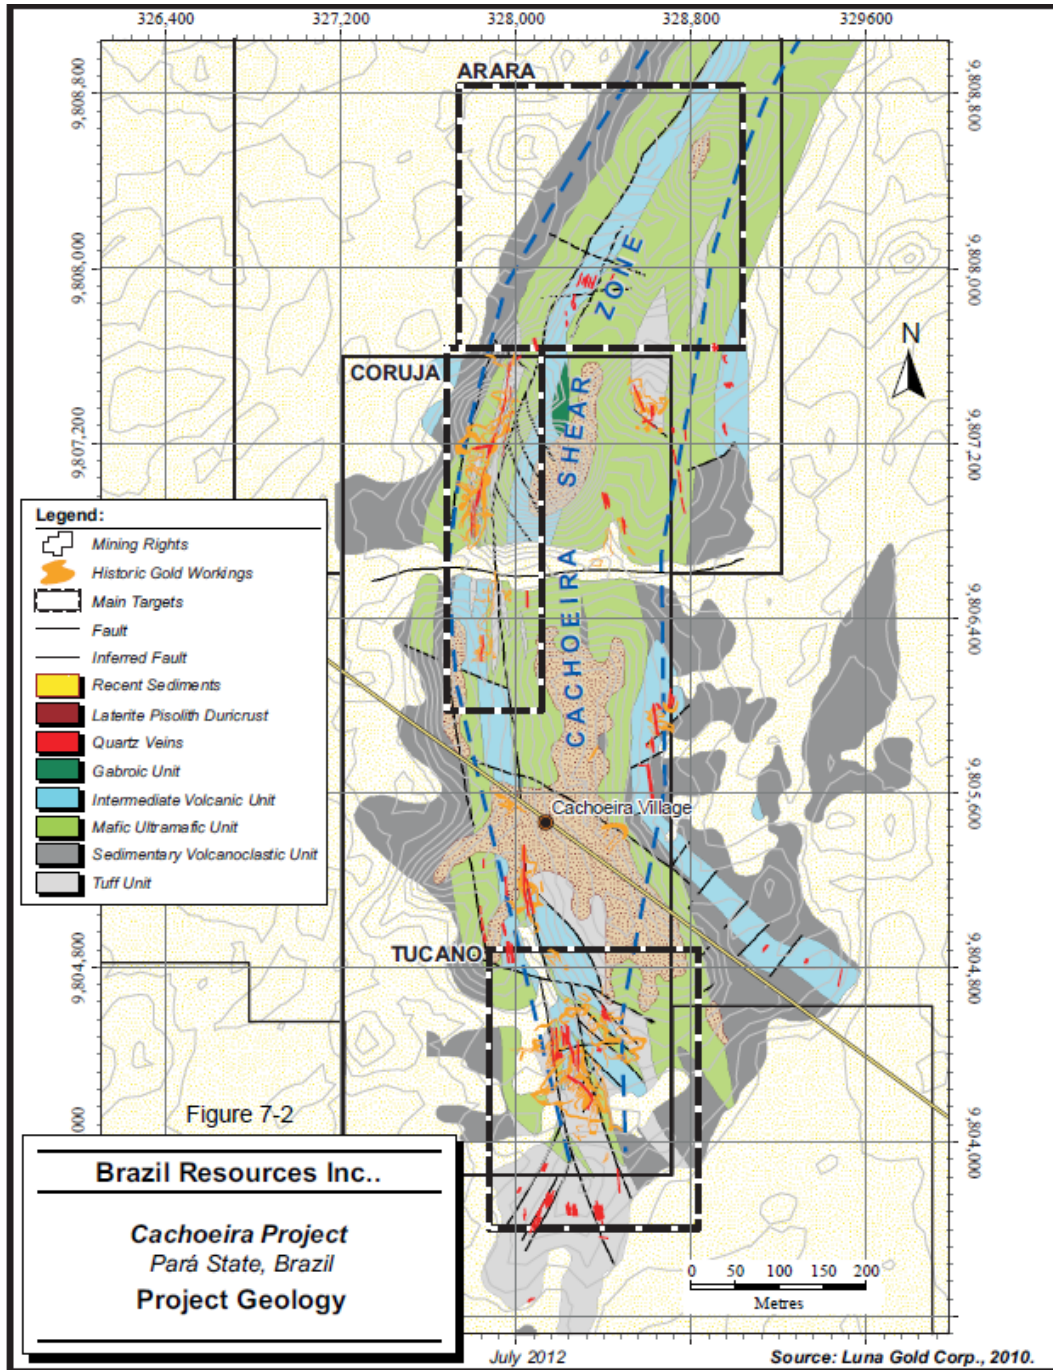 326,400 327,200 328,000 328,800 329600
9,808,800
9,808,800
ARARA
N
9,808,000
9,808,000
ZONE
CORUJA
SHEAR
9,807,200
9,807,200
CACHOEIRA
Legend:
Mining Rights
Historic Gold Workings
Main Targets
Fault
Inferred Fault
Recent Sediments
Laterite Pisolith Duricrust
Quartz Veins
Gabroic Unit
Intermediate Volcanic Unit
Mafic Ultramafic Unit
Sedimentary Volcanoclastic Unit
Tuff Unit
9,806,400
9,805,600
Cachoeira Village
TUCANO
9,804,800
9,804,800
000
9,804,000
Figure 7-2
Brazil Resources Inc..
Cachoeira Project
Pará State, Brazil
Project Geology
0 50 100 150 200
Metres
July 2012
Source: Luna Gold Corp., 2010.